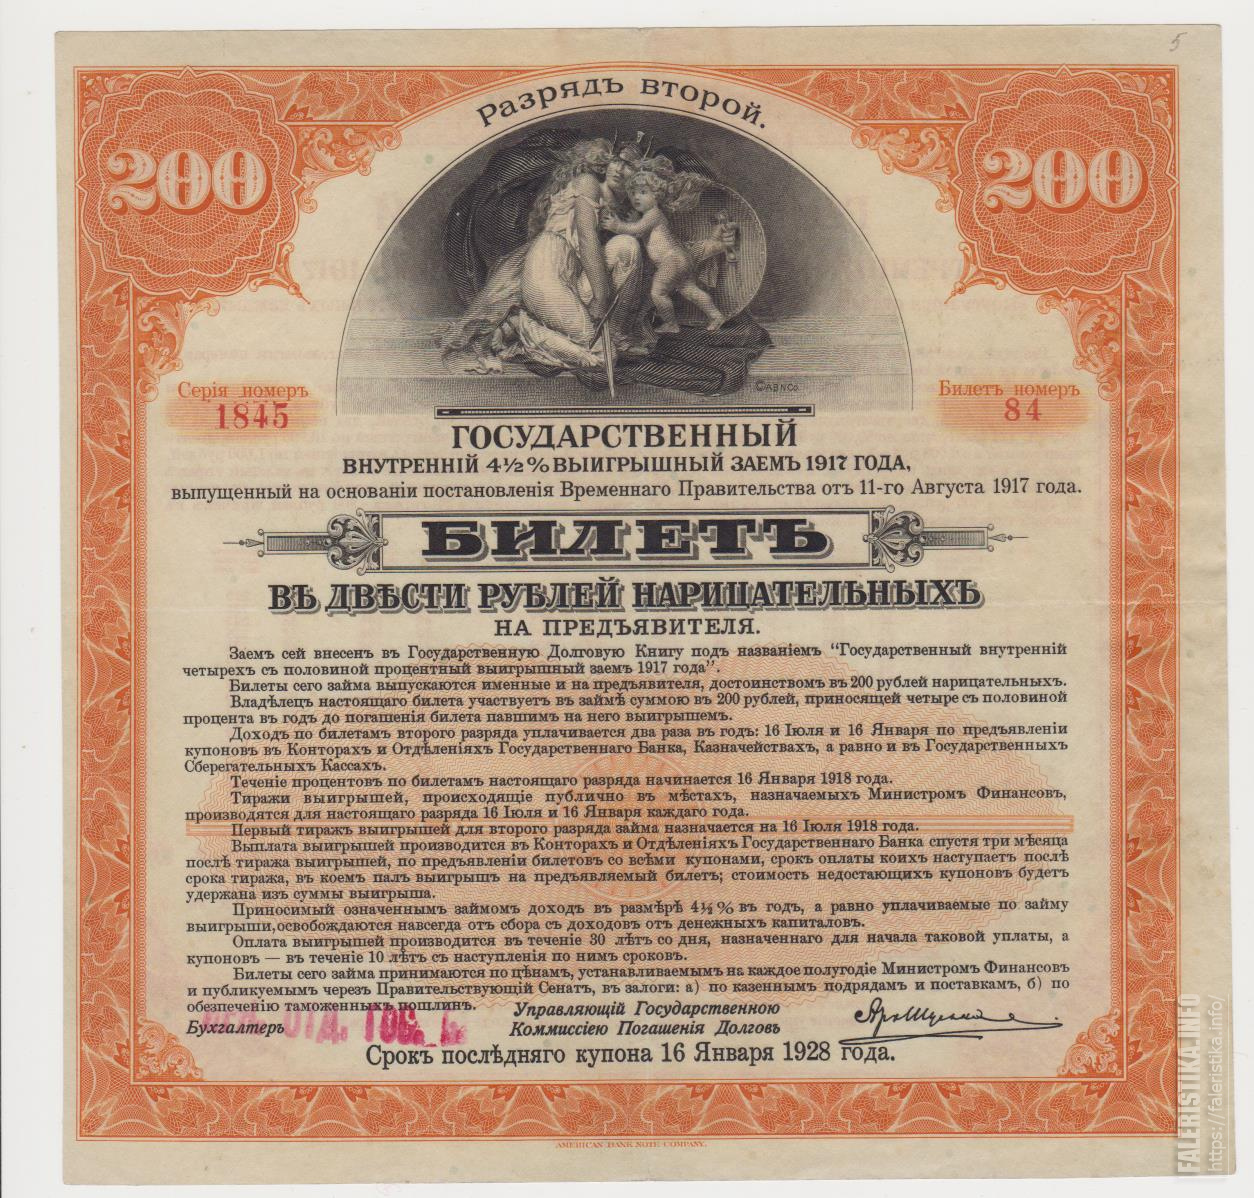 5
Разрядъ второй.
200
200
Серія номеръ
1845
Билетъ номеръ
84
©ABNCo
ГОСУДАРСТВЕННЫЙ
ВНУТРЕННІЙ 4½% ВЫИГРЫШНЫЙ ЗАЕМЪ 1917 ГОДА,
выпущенный на основаніи постановленія Временнаго Правительства отъ 11-го Августа 1917 года.
БИЛЕТЪ
ВЪ ДВѢСТИ РУБЛЕЙ НАРИЦАТЕЛЬНЫХЪ
НА ПРЕДЪЯВИТЕЛЯ.
Заемъ сей внесенъ въ Государственную Долговую Книгу подъ названіемъ "Государственный внутренній
четырехъ съ половиной процентный выигрышный заемъ 1917 года".
Билеты сего займа выпускаются именные и на предъявителя, достоинствомъ въ 200 рублей нарицательныхъ.
Владѣлецъ настоящаго билета участвуетъ въ займѣ суммою въ 200 рублей, приносящей четыре съ половиной
процента въ годъ до погашенія билета павшимъ на него выигрышемъ.
Доходъ по билетамъ второго разряда уплачивается два раза въ годъ: 16 Іюля и 16 Января по предъявленіи
купоновъ въ Конторахъ и Отдѣленіяхъ Государственнаго Банка, Казначействахъ, а равно и въ Государственныхъ
Сберегательныхъ Кассахъ.
Теченіе процентовъ по билетамъ настоящаго разряда начинается 16 Января 1918 года.
Тиражи выигрышей, происходящіе публично въ мѣстахъ, назначаемыхъ Министромъ Финансовъ,
производятся для настоящаго разряда 16 Іюля и 16 Января каждаго года.
Первый тиражъ выигрышей для второго разряда займа назначается на 16 Іюля 1918 года.
Выплата выигрышей производится въ Конторахъ и Отдѣленіяхъ Государственнаго Банка спустя три мѣсяца
послѣ тиража выигрышей, по предъявленіи билетовъ со всѣми купонами, срокъ оплаты коихъ наступаетъ послѣ
срока тиража, въ коемъ палъ выигрышъ на предъявляемый билетъ; стоимость недостающихъ купоновъ будетъ
удержана изъ суммы выигрыша.
Приносимый означеннымъ займомъ доходъ въ размѣрѣ 4½% въ годъ, а равно уплачиваемые по займу
выигрыши, освобождаются навсегда отъ сбора съ доходовъ отъ денежныхъ капиталовъ.
Оплата выигрышей производится въ теченіе 30 лѣтъ со дня, назначеннаго для начала таковой уплаты, а
купоновъ — въ теченіе 10 лѣтъ съ наступленія по нимъ сроковъ.
Билеты сего займа принимаются по цѣнамъ, устанавливаемымъ на каждое полугодіе Министромъ Финансовъ
и публикуемымъ черезъ Правительствующій Сенатъ, въ залоги: а) по казеннымъ подрядамъ и поставкамъ, б) по
обезпеченію таможенныхъ пошлинъ.
Управляющій Государственною
Бухгалтеръ
ОТД. ГОС.
Коммиссіею Погашенія Долговъ
Срокъ послѣдняго купона 16 Января 1928 года.
AMERICAN BANK NOTE COMPANY.
FALERISTIKA.INFO
https://faleristika.info/